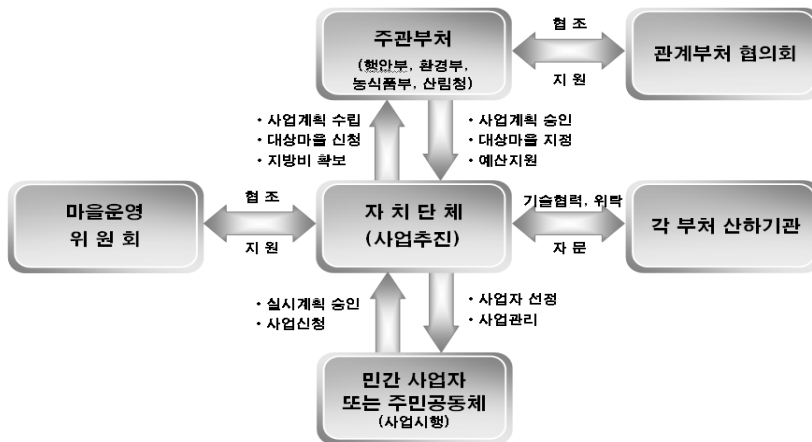 주관부처
(행안부, 환경부,
농식품부, 산림청)
협 조
지 원
관계부처 협의회
• 사업계획 수립
• 대상마을 신청
• 지방비 확보
• 사업계획 승인
• 대상마을 지정
• 예산지원
마을운영
위 원 회
협 조
지 원
자 치 단 체
(사업추진)
기술협력, 위탁
자 문
각 부처 산하기관
• 실시계획 승인
• 사업신청
• 사업자 선정
• 사업관리
민간 사업자
또는 주민공동체
(사업시행)